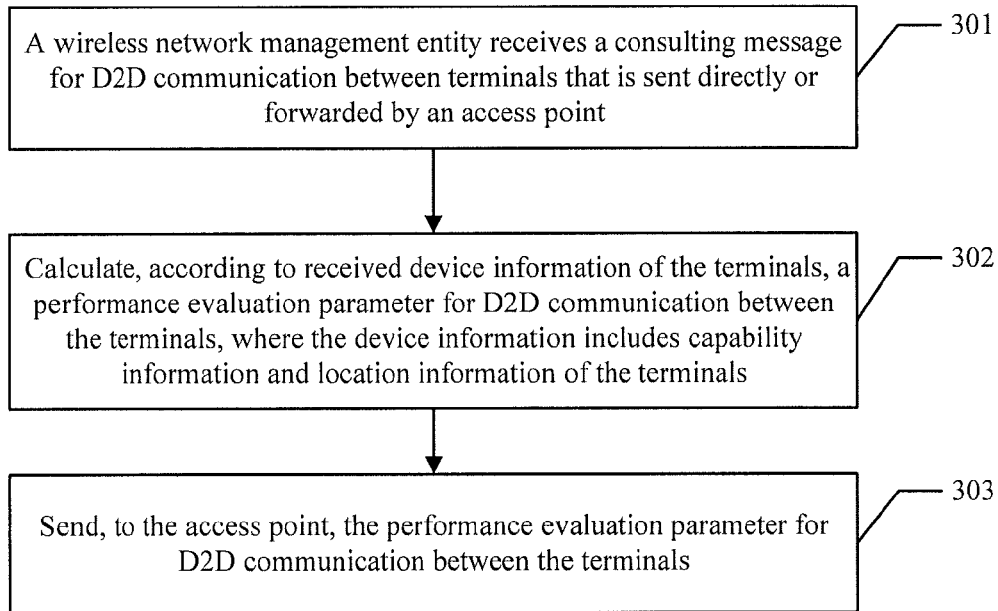 A wireless network management entity receives a consulting message
for D2D communication between terminals that is sent directly or
forwarded by an access point
301
Calculate, according to received device information of the terminals, a
performance evaluation parameter for D2D communication between
the terminals, where the device information includes capability
information and location information of the terminals
302
Send, to the access point, the performance evaluation parameter for
D2D communication between the terminals
303